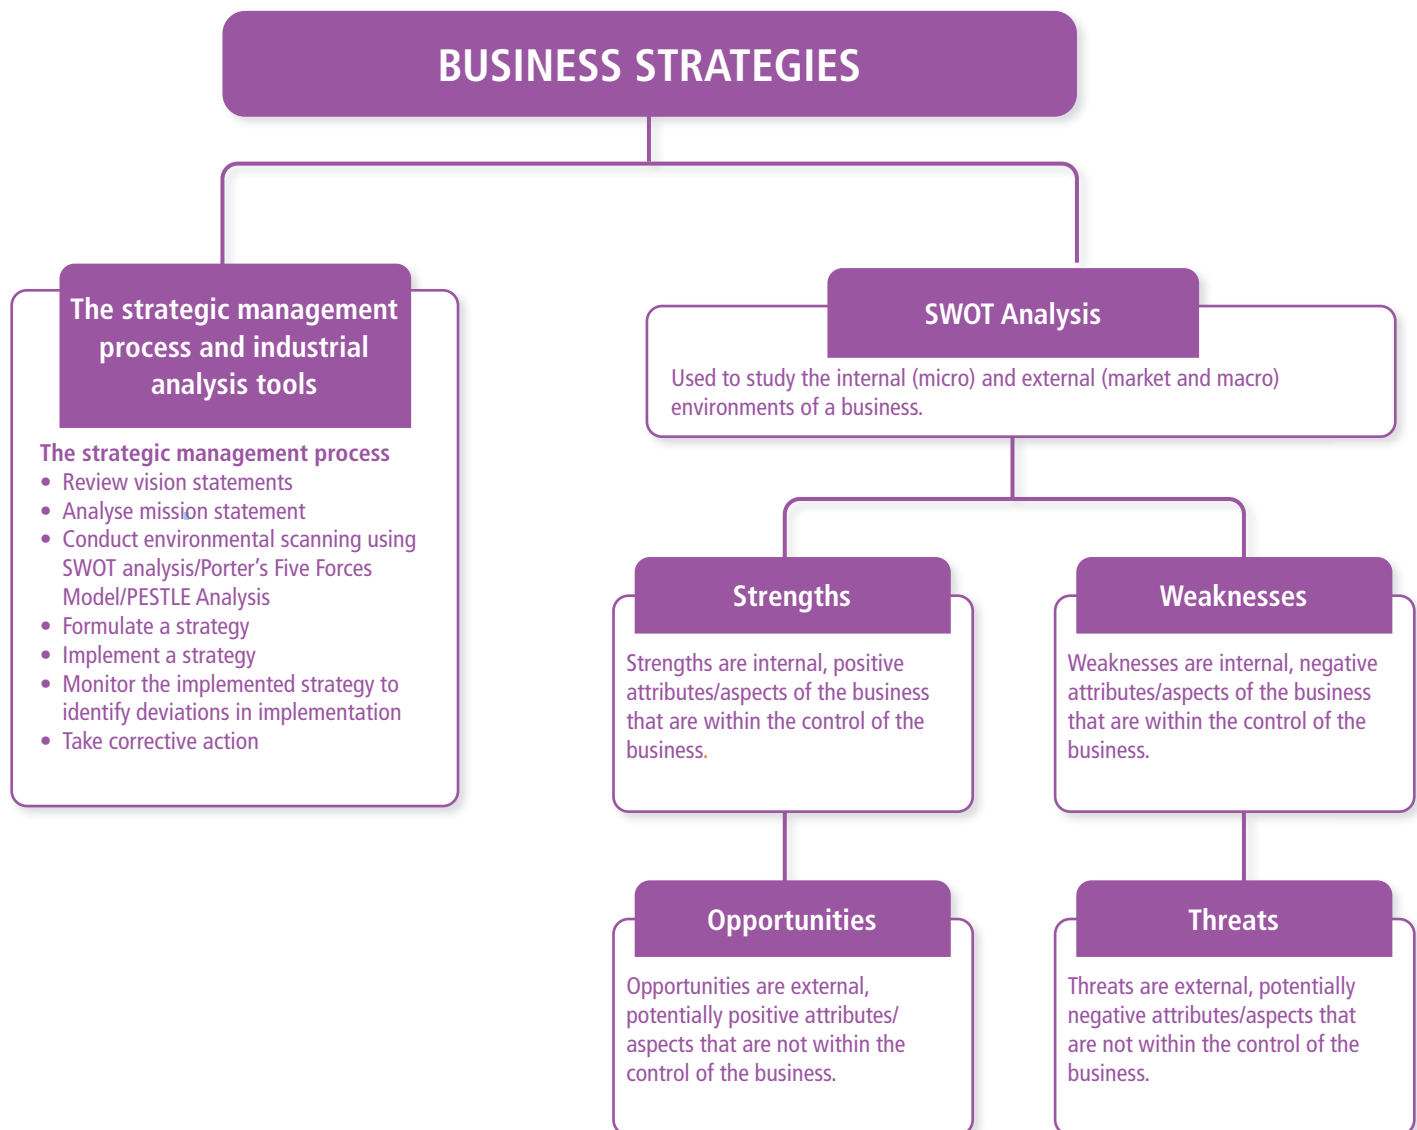 BUSINESS STRATEGIES
The strategic management
process and industrial
analysis tools
The strategic management process
• Review vision statements
• Analyse mission statement
• Conduct environmental scanning using
SWOT analysis/Porter’s Five Forces
Model/PESTLE Analysis
• Formulate a strategy
• Implement a strategy
• Monitor the implemented strategy to
identify deviations in implementation
• Take corrective action
SWOT Analysis
Used to study the internal (micro) and external (market and macro)
environments of a business.
Strengths
Strengths are internal, positive
attributes/aspects of the business
that are within the control of the
business.
Weaknesses
Weaknesses are internal, negative
attributes/aspects of the business
that are within the control of the
business.
Opportunities
Opportunities are external,
potentially positive attributes/
aspects that are not within the
control of the business.
Threats
Threats are external, potentially
negative attributes/aspects that
are not within the control of the
business.